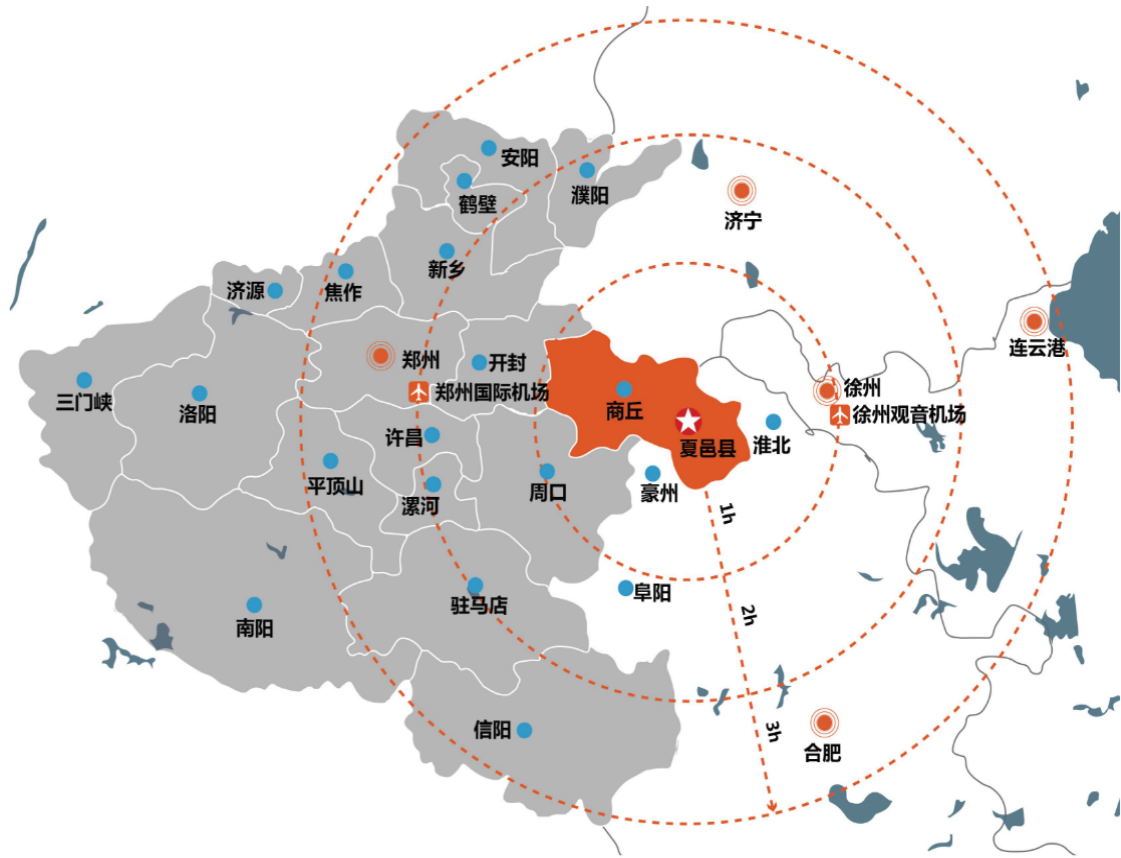 安阳
濮阳
鹤壁
济宁
新乡
济源
焦作
连云港
郑州
开封
郑州国际机场
徐州
徐州观音机场
三门峡
洛阳
商丘
夏邑县
淮北
许昌
平顶山
漯河
周口
豪州
1h
驻马店
阜阳
2h
南阳
信阳
3h
合肥